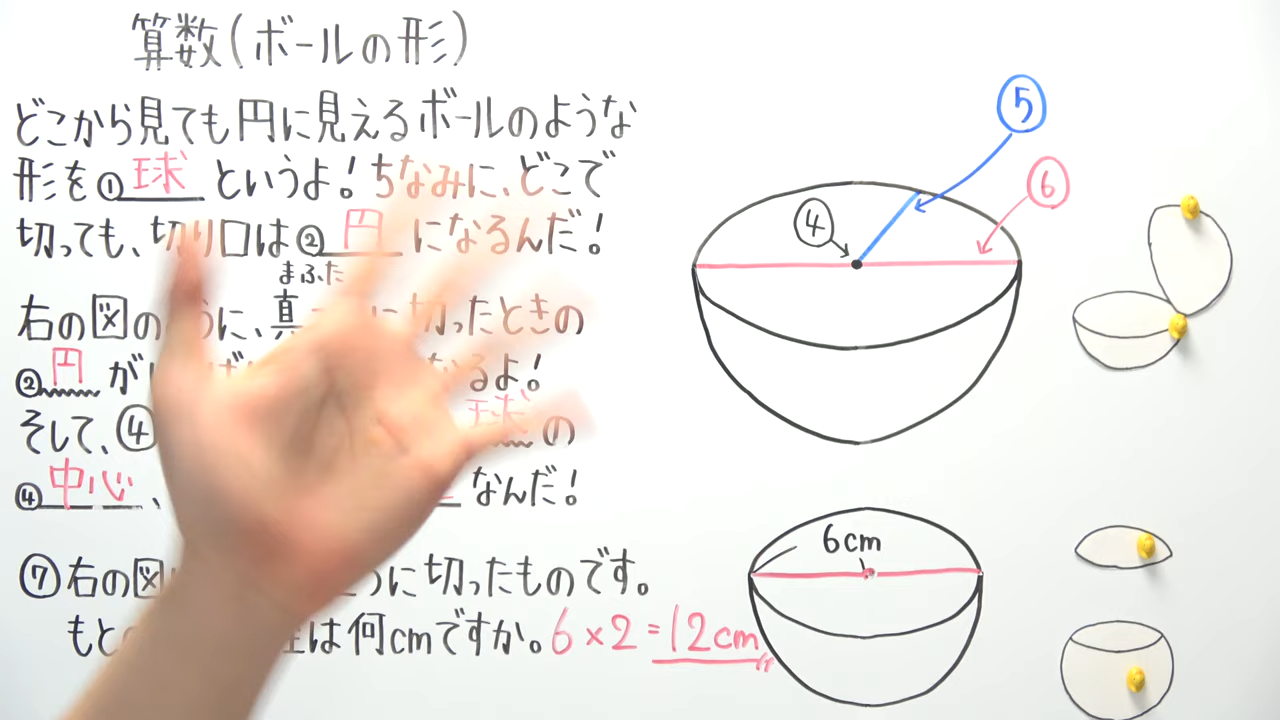 算数(ボールの形)
どこから見ても円に見えるボールのような
形を①球というよ!ちなみに、どこで
切っても、切り口は②円になるんだ!
まふた
右の図の うに、真 に切ったときの
②円が なるよ!
そして、④ 球の
④中心、 なんだ!
⑦右の図 うに切ったものです。
もと は何cmですか。6×2=12cm
⑤
⑥
④
6cm